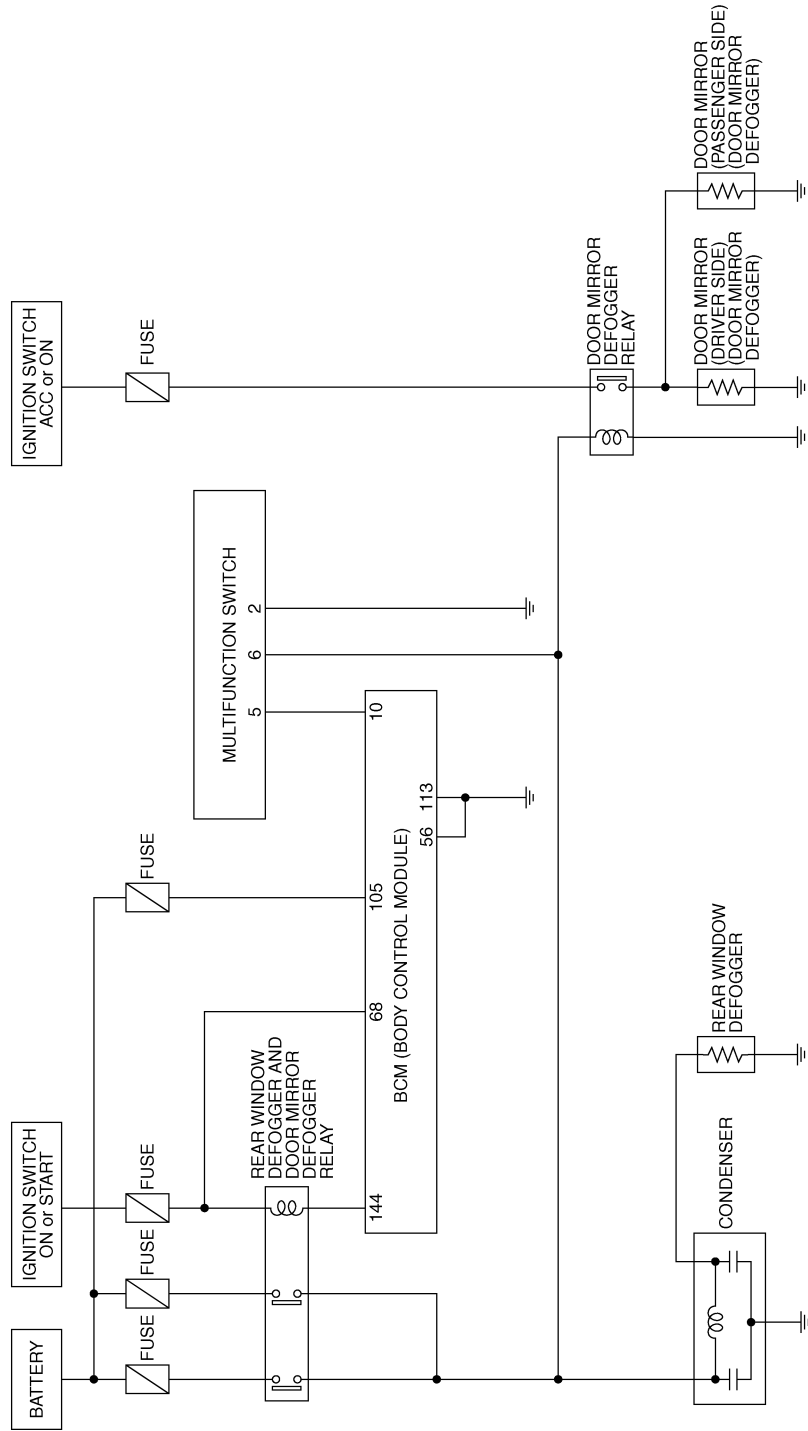 BATTERY
IGNITION SWITCH
ON or START
IGNITION SWITCH
ACC or ON
FUSE
FUSE
FUSE
FUSE
FUSE
REAR WINDOW
DEFOGGER AND
DOOR MIRROR
DEFOGGER
RELAY
MULTIFUNCTION SWITCH
5
6
2
144
68
105
10
BCM (BODY CONTROL MODULE)
56
113
DOOR MIRROR
DEFOGGER
RELAY
CONDENSER
REAR WINDOW
DEFOGGER
DOOR MIRROR
(DRIVER SIDE)
(DOOR MIRROR
DEFOGGER)
DOOR MIRROR
(PASSENGER SIDE)
(DOOR MIRROR
DEFOGGER)